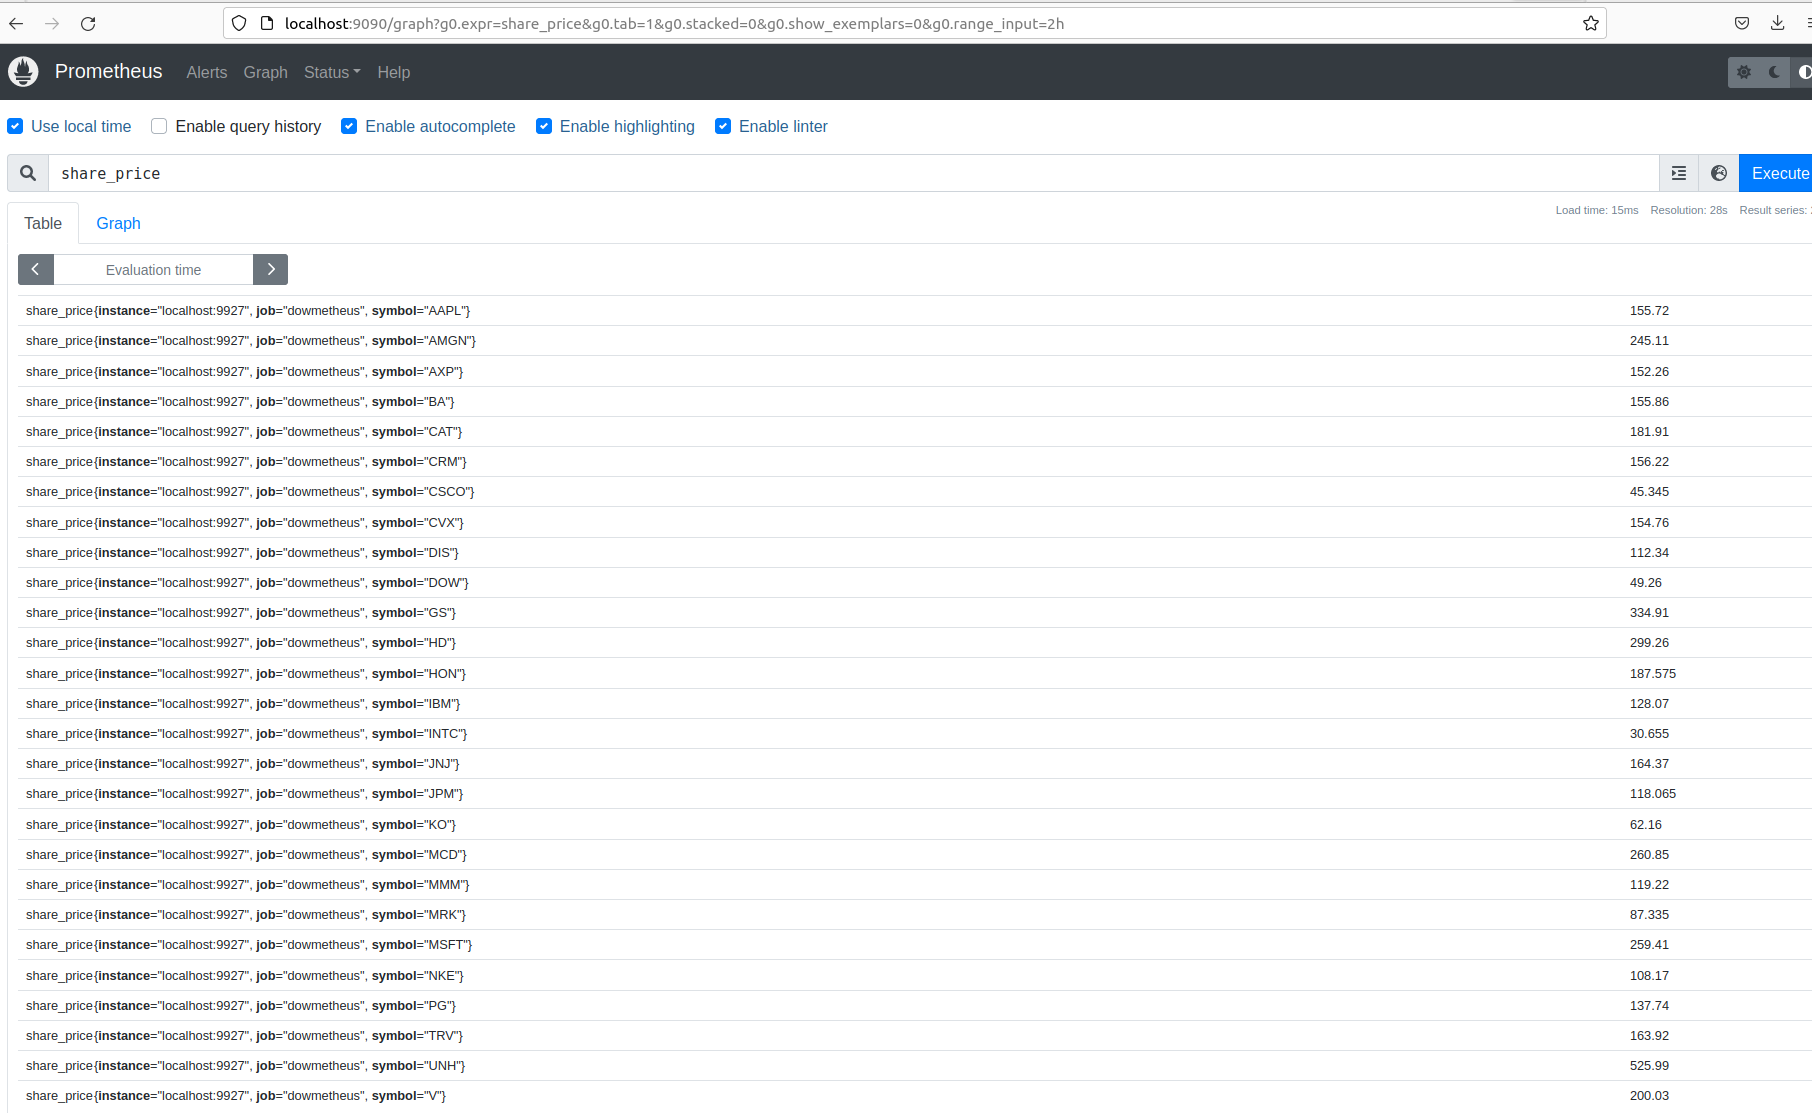 localhost:9090/graph?g0.expr=share_price&g0.tab=1&g0.stacked=0&g0.show_exemplars=0&g0.range_input=2h
Prometheus Alerts Graph Status Help
Use local time Enable query history Enable autocomplete Enable highlighting Enable linter
share_price Execute
Table Graph Load time: 15ms Resolution: 28s Result series:
Evaluation time
share_price{instance="localhost:9927", job="dowmetheus", symbol="AAPL"} 155.72
share_price{instance="localhost:9927", job="dowmetheus", symbol="AMGN"} 245.11
share_price{instance="localhost:9927", job="dowmetheus", symbol="AXP"} 152.26
share_price{instance="localhost:9927", job="dowmetheus", symbol="BA"} 155.86
share_price{instance="localhost:9927", job="dowmetheus", symbol="CAT"} 181.91
share_price{instance="localhost:9927", job="dowmetheus", symbol="CRM"} 156.22
share_price{instance="localhost:9927", job="dowmetheus", symbol="CSCO"} 45.345
share_price{instance="localhost:9927", job="dowmetheus", symbol="CVX"} 154.76
share_price{instance="localhost:9927", job="dowmetheus", symbol="DIS"} 112.34
share_price{instance="localhost:9927", job="dowmetheus", symbol="DOW"} 49.26
share_price{instance="localhost:9927", job="dowmetheus", symbol="GS"} 334.91
share_price{instance="localhost:9927", job="dowmetheus", symbol="HD"} 299.26
share_price{instance="localhost:9927", job="dowmetheus", symbol="HON"} 187.575
share_price{instance="localhost:9927", job="dowmetheus", symbol="IBM"} 128.07
share_price{instance="localhost:9927", job="dowmetheus", symbol="INTC"} 30.655
share_price{instance="localhost:9927", job="dowmetheus", symbol="JNJ"} 164.37
share_price{instance="localhost:9927", job="dowmetheus", symbol="JPM"} 118.065
share_price{instance="localhost:9927", job="dowmetheus", symbol="KO"} 62.16
share_price{instance="localhost:9927", job="dowmetheus", symbol="MCD"} 260.85
share_price{instance="localhost:9927", job="dowmetheus", symbol="MMM"} 119.22
share_price{instance="localhost:9927", job="dowmetheus", symbol="MRK"} 87.335
share_price{instance="localhost:9927", job="dowmetheus", symbol="MSFT"} 259.41
share_price{instance="localhost:9927", job="dowmetheus", symbol="NKE"} 108.17
share_price{instance="localhost:9927", job="dowmetheus", symbol="PG"} 137.74
share_price{instance="localhost:9927", job="dowmetheus", symbol="TRV"} 163.92
share_price{instance="localhost:9927", job="dowmetheus", symbol="UNH"} 525.99
share_price{instance="localhost:9927", job="dowmetheus", symbol="V"} 200.03